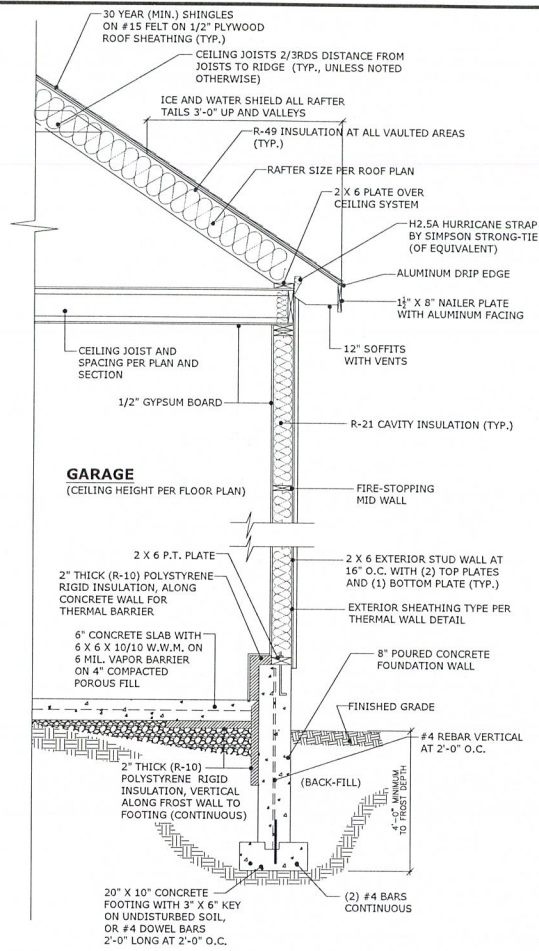 30 YEAR (MIN.) SHINGLES
ON #15 FELT ON 1/2" PLYWOOD
ROOF SHEATHING (TYP.)
CEILING JOISTS 2/3RDS DISTANCE FROM
JOISTS TO RIDGE (TYP., UNLESS NOTED
OTHERWISE)
ICE AND WATER SHIELD ALL RAFTER
TAILS 3'-0" UP AND VALLEYS
R-49 INSULATION AT ALL VAULTED AREAS
(TYP.)
RAFTER SIZE PER ROOF PLAN
2 X 6 PLATE OVER
CEILING SYSTEM
H2.5A HURRICANE STRAP
BY SIMPSON STRONG-TIE
(OF EQUIVALENT)
ALUMINUM DRIP EDGE
1½" X 8" NAILER PLATE
WITH ALUMINUM FACING
12" SOFFITS
WITH VENTS
CEILING JOIST AND
SPACING PER PLAN AND
SECTION
1/2" GYPSUM BOARD
R-21 CAVITY INSULATION (TYP.)
GARAGE
(CEILING HEIGHT PER FLOOR PLAN)
FIRE-STOPPING
MID WALL
2 X 6 P.T. PLATE
2" THICK (R-10) POLYSTYRENE
RIGID INSULATION, ALONG
CONCRETE WALL FOR
THERMAL BARRIER
2 X 6 EXTERIOR STUD WALL AT
16" O.C. WITH (2) TOP PLATES
AND (1) BOTTOM PLATE (TYP.)
EXTERIOR SHEATHING TYPE PER
THERMAL WALL DETAIL
6" CONCRETE SLAB WITH
6 X 6 X 10/10 W.W.M. ON
6 MIL. VAPOR BARRIER
ON 4" COMPACTED
POROUS FILL
8" POURED CONCRETE
FOUNDATION WALL
FINISHED GRADE
#4 REBAR VERTICAL
AT 2'-0" O.C.
2" THICK (R-10)
POLYSTYRENE RIGID
INSULATION, VERTICAL
ALONG FROST WALL TO
FOOTING (CONTINUOUS)
(BACK-FILL)
4'-0" MINIMUM
TO FROST DEPTH
20" X 10" CONCRETE
FOOTING WITH 3" X 6" KEY
ON UNDISTURBED SOIL,
OR #4 DOWEL BARS
2'-0" LONG AT 2'-0" O.C.
(2) #4 BARS
CONTINUOUS